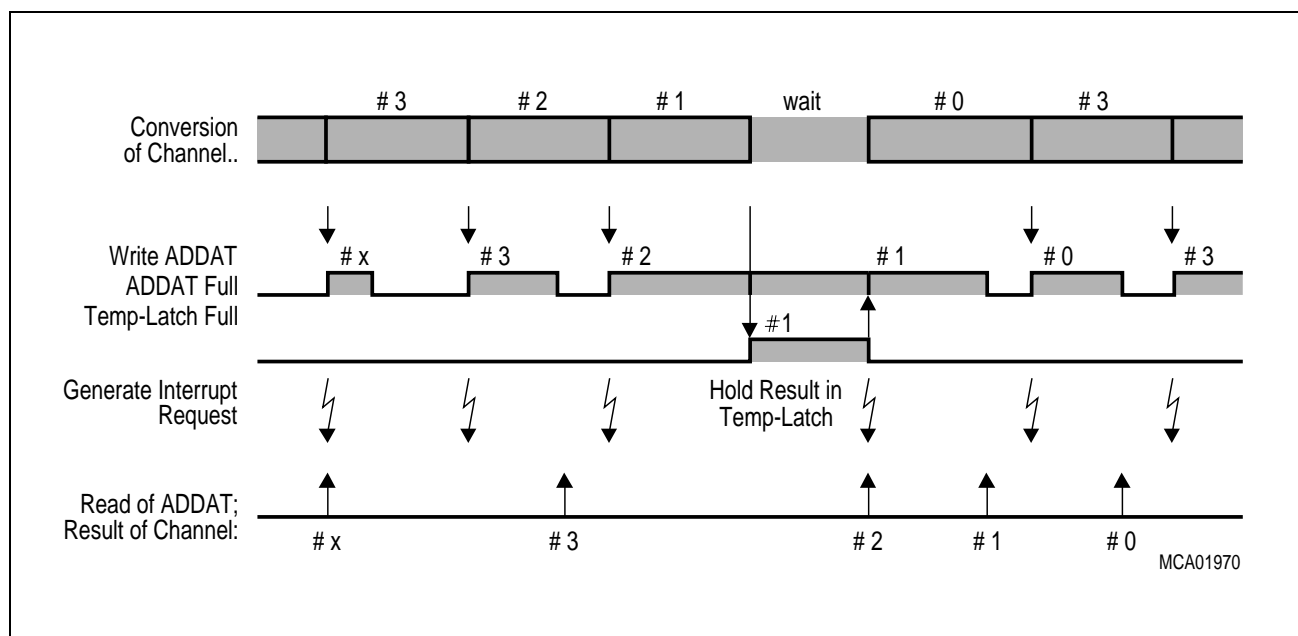 # 3 # 2 # 1 wait # 0 # 3
Conversion
of Channel..
Write ADDAT
# x # 3 # 2 # 1 # 0 # 3
ADDAT Full
Temp-Latch Full
#1
Generate Interrupt
Request
Hold Result in
Temp-Latch
Read of ADDAT;
Result of Channel:
# x # 3 # 2 # 1 # 0
MCA01970